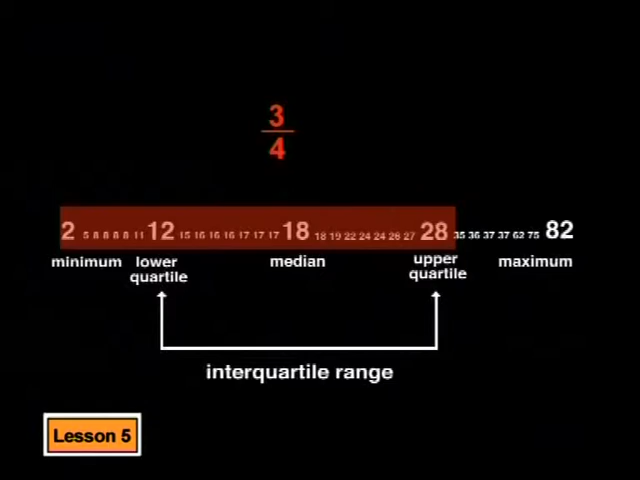 3
4
2 5 8 8 8 8 11 12 15 16 16 16 17 17 17 18 18 19 22 24 24 26 27 28 35 36 37 37 62 75 82
minimum lower quartile median upper quartile maximum
interquartile range
Lesson 5